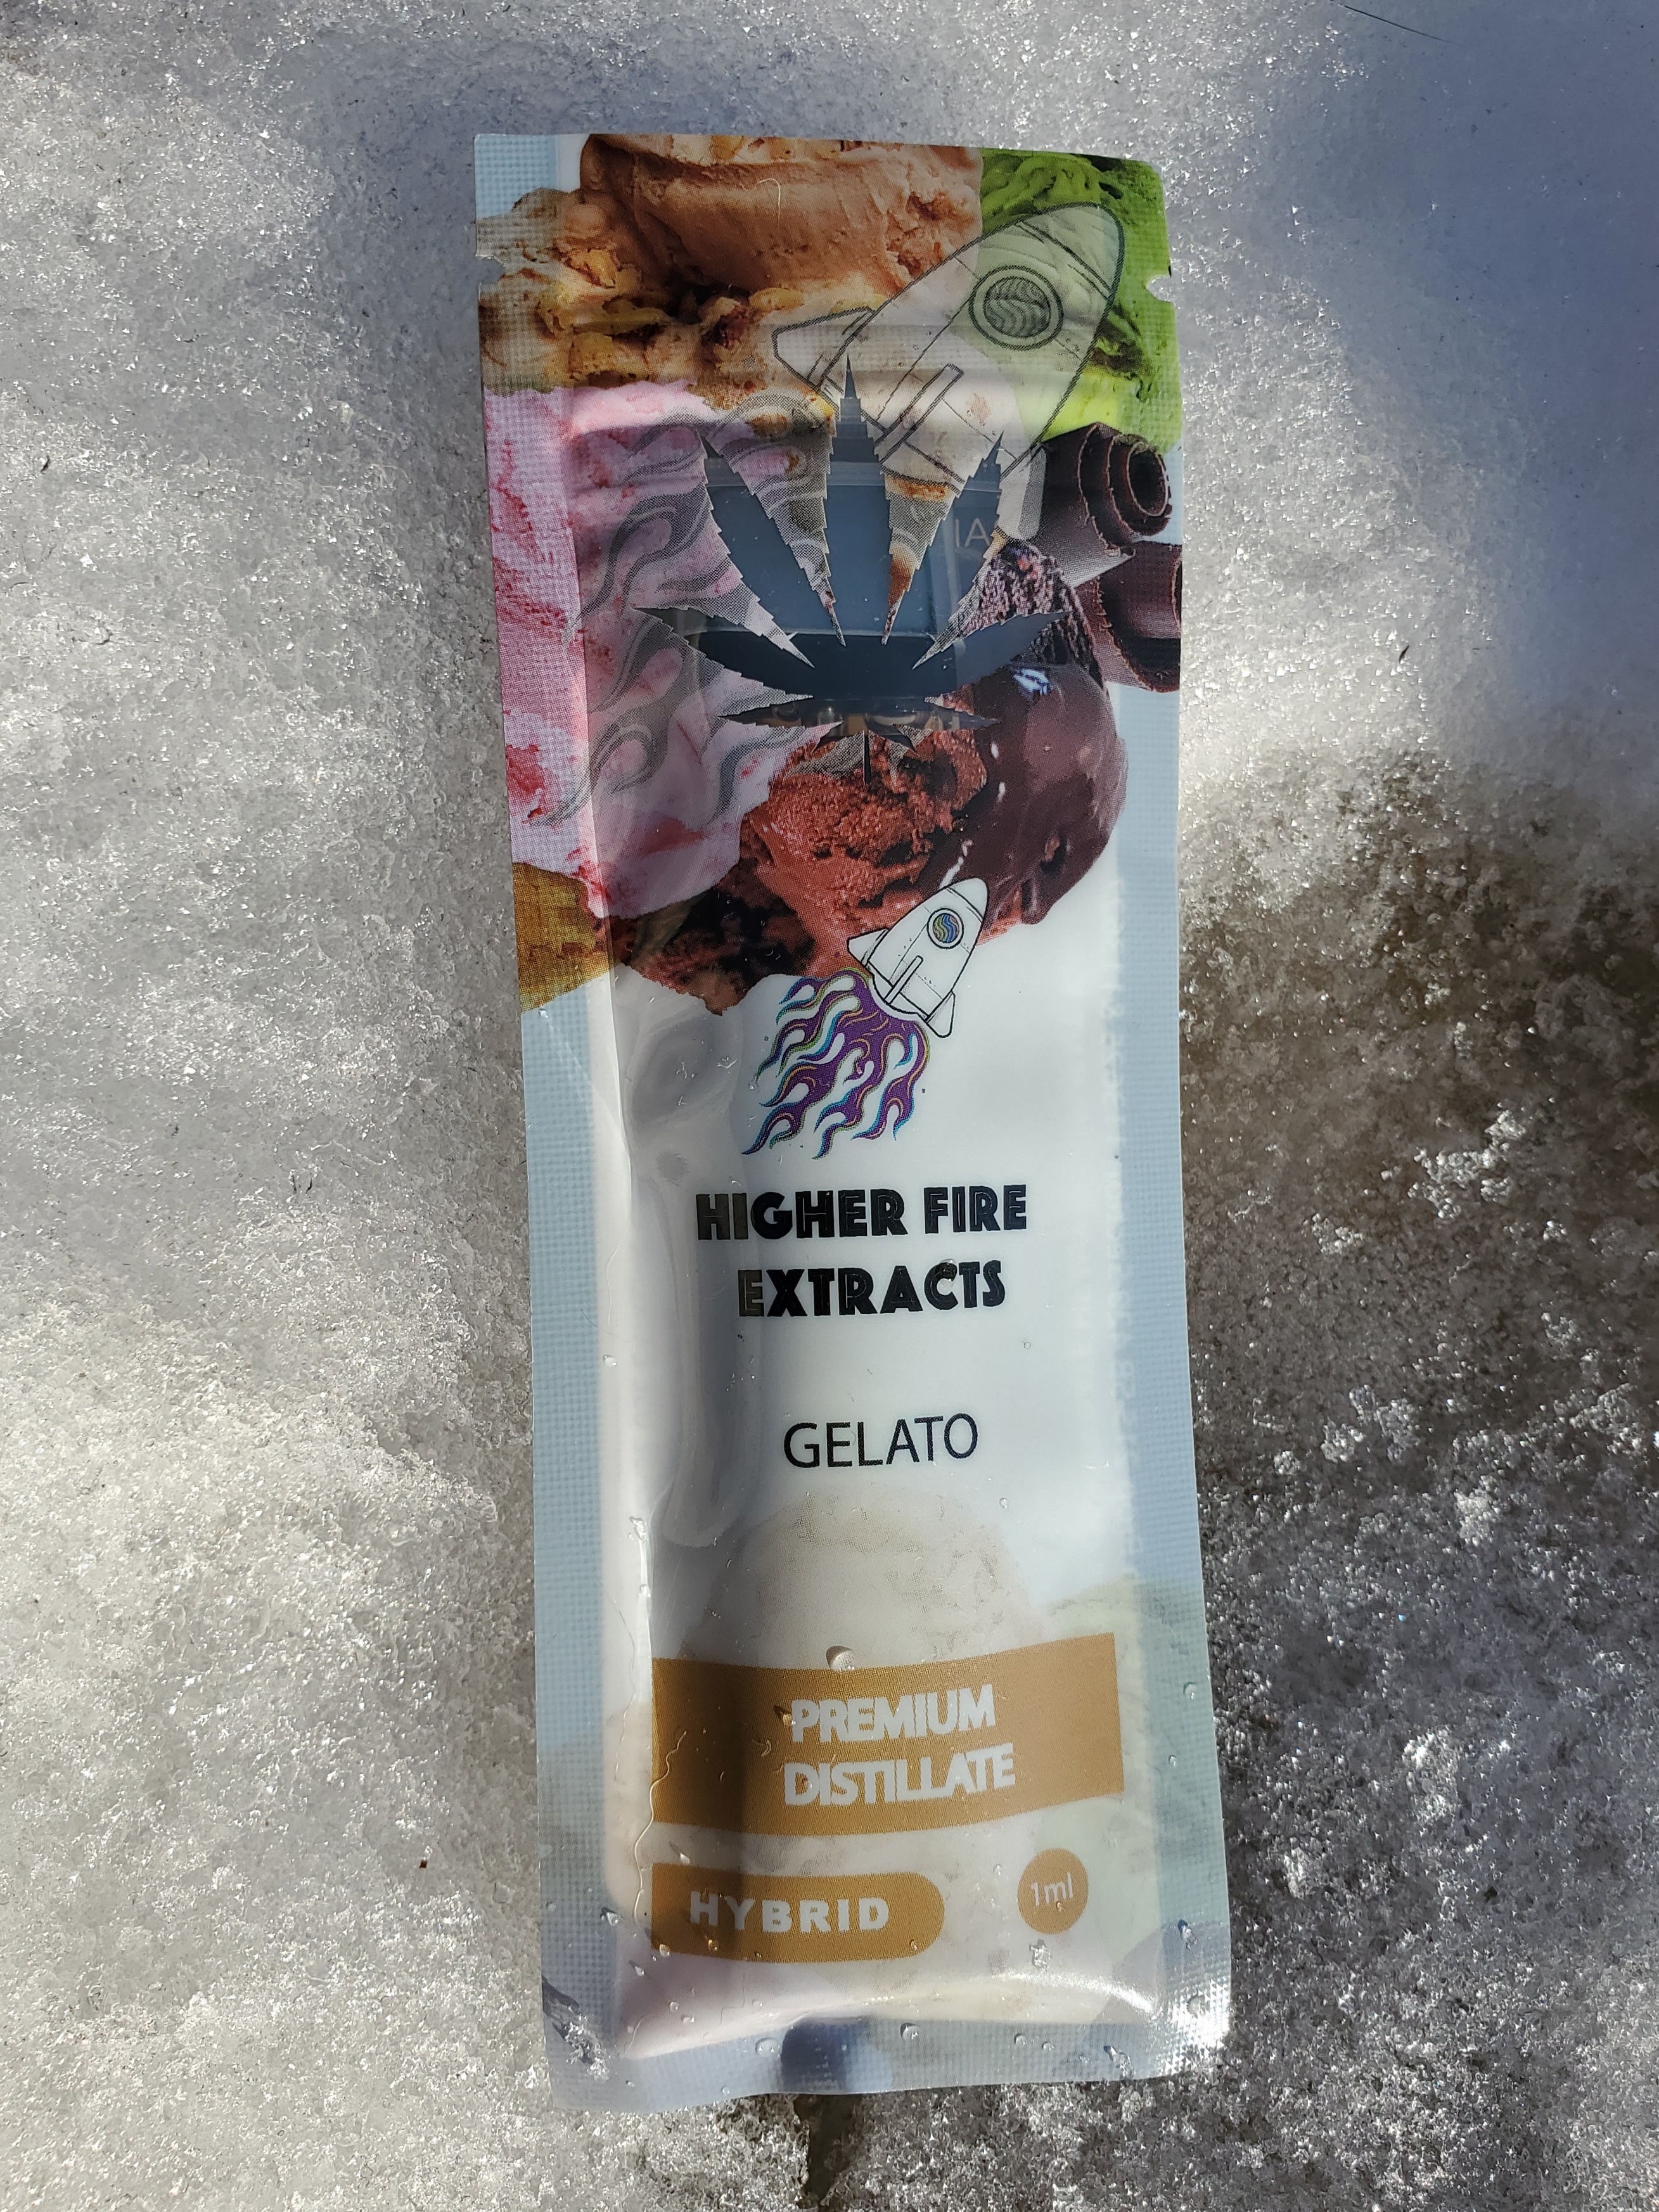 HIGHER FIRE
EXTRACTS
GELATO
PREMIUM
DISTILLATE
HYBRID
1ml